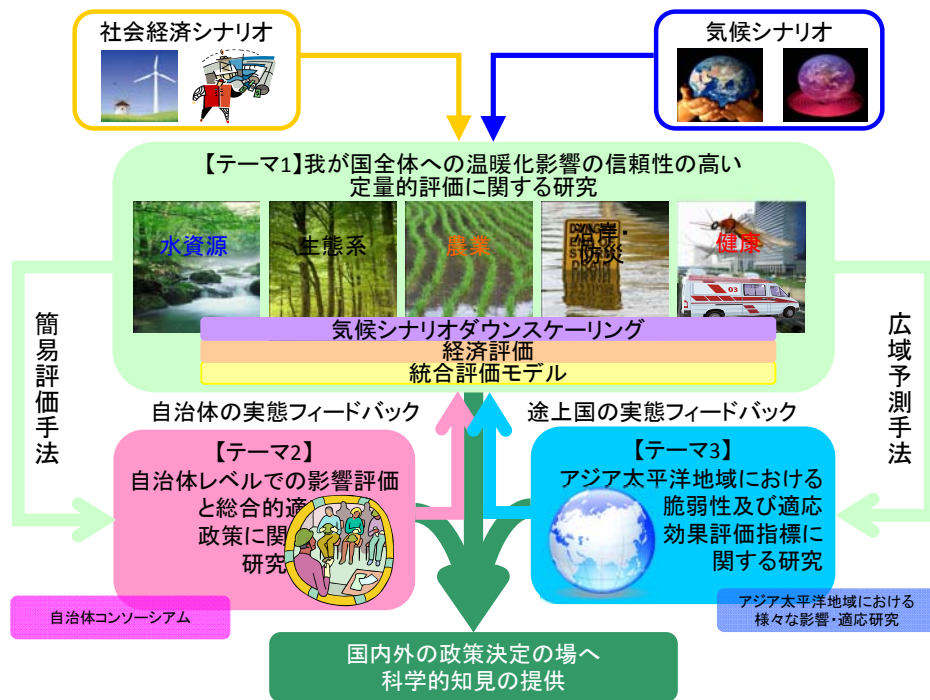 社会経済シナリオ
気候シナリオ
【テーマ1】我が国全体への温暖化影響の信頼性の高い
定量的評価に関する研究
水資源
生態系
農業
沿岸・
防災
健康
03
気候シナリオダウンスケーリング
経済評価
統合評価モデル
簡易評価手法
広域予測手法
自治体の実態フィードバック
途上国の実態フィードバック
【テーマ2】
自治体レベルでの影響評価
と総合的適
政策に関
研究
【テーマ3】
アジア太平洋地域における
脆弱性及び適応
効果評価指標に
関する研究
自治体コンソーシアム
アジア太平洋地域における
様々な影響・適応研究
国内外の政策決定の場へ
科学的知見の提供